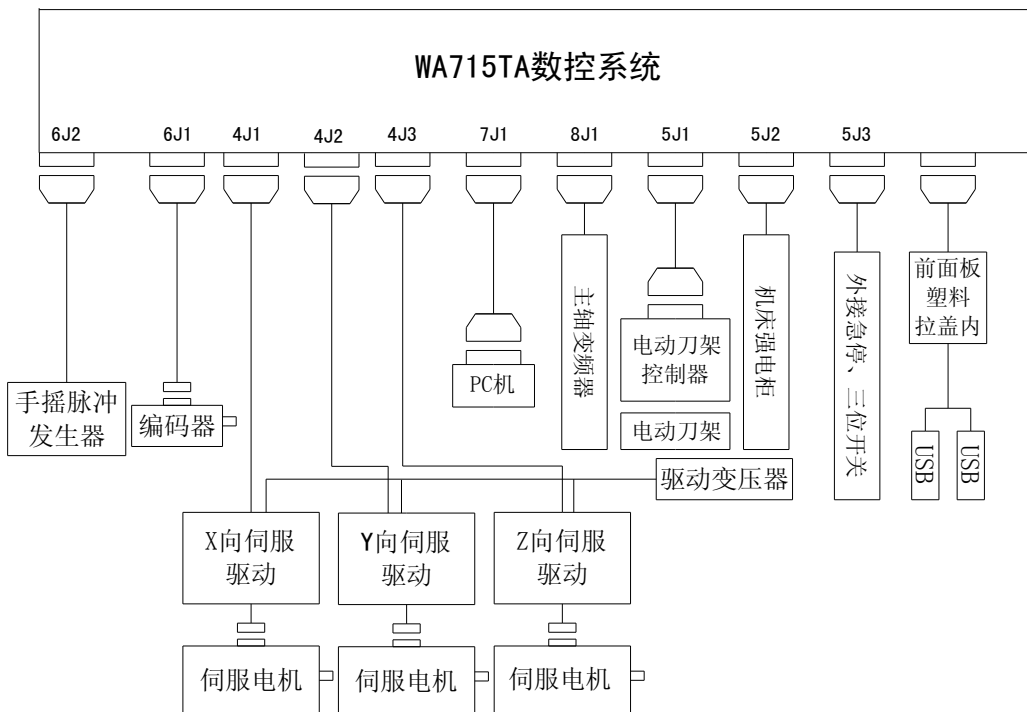 WA715TA数控系统
6J2
6J1
4J1
4J2
4J3
7J1
8J1
5J1
5J2
5J3
手摇脉冲
发生器
编码器
PC机
主轴变频器
电动刀架
控制器
电动刀架
机床强电柜
外接急停、三位开关
前面板
塑料
拉盖内
USB
USB
驱动变压器
X向伺服
驱动
Y向伺服
驱动
Z向伺服
驱动
伺服电机
伺服电机
伺服电机